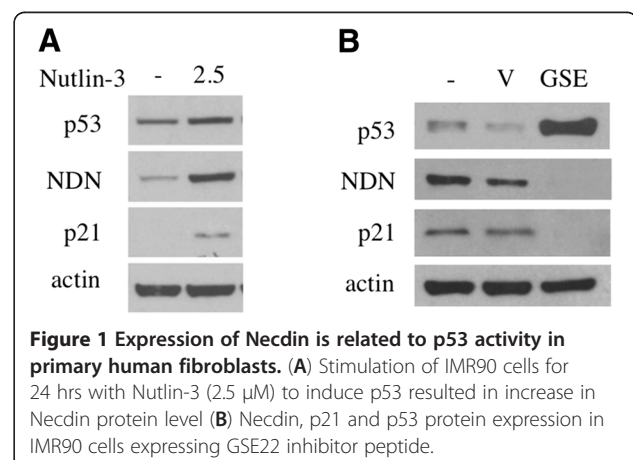 A
B
Nutlin-3 - 2.5
- V GSE
p53
p53
NDN
NDN
p21
p21
actin
actin
Figure 1 Expression of Necdin is related to p53 activity in
primary human fibroblasts. (A) Stimulation of IMR90 cells for
24 hrs with Nutlin-3 (2.5 μM) to induce p53 resulted in increase in
Necdin protein level (B) Necdin, p21 and p53 protein expression in
IMR90 cells expressing GSE22 inhibitor peptide.